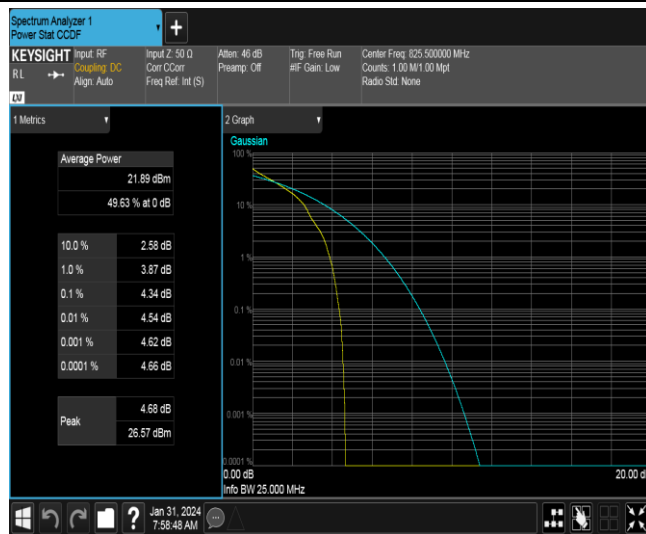 Spectrum Analyzer 1
Power Stat CCDF
+
KEYSIGHT
RL
Input: RF
Coupling: DC
Align: Auto
Input Z: 50 Ω
Corr CCorr
Freq Ref: Int (S)
Atten: 46 dB
Preamp: Off
Trig: Free Run
#IF Gain: Low
Center Freq: 825.500000 MHz
Counts: 1.00 M/1.00 Mpt
Radio Std: None
1 Metrics
Average Power
21.89 dBm
49.63 % at 0 dB
10.0 % 2.58 dB
1.0 % 3.87 dB
0.1 % 4.34 dB
0.01 % 4.54 dB
0.001 % 4.62 dB
0.0001 % 4.66 dB
Peak
4.68 dB
26.57 dBm
2 Graph
Gaussian
100 %
10 %
1 %
0.1 %
0.01 %
0.001 %
0.0001 %
0.00 dB
20.00 d
Info BW 25.000 MHz
?
Jan 31, 2024
7:58:48 AM